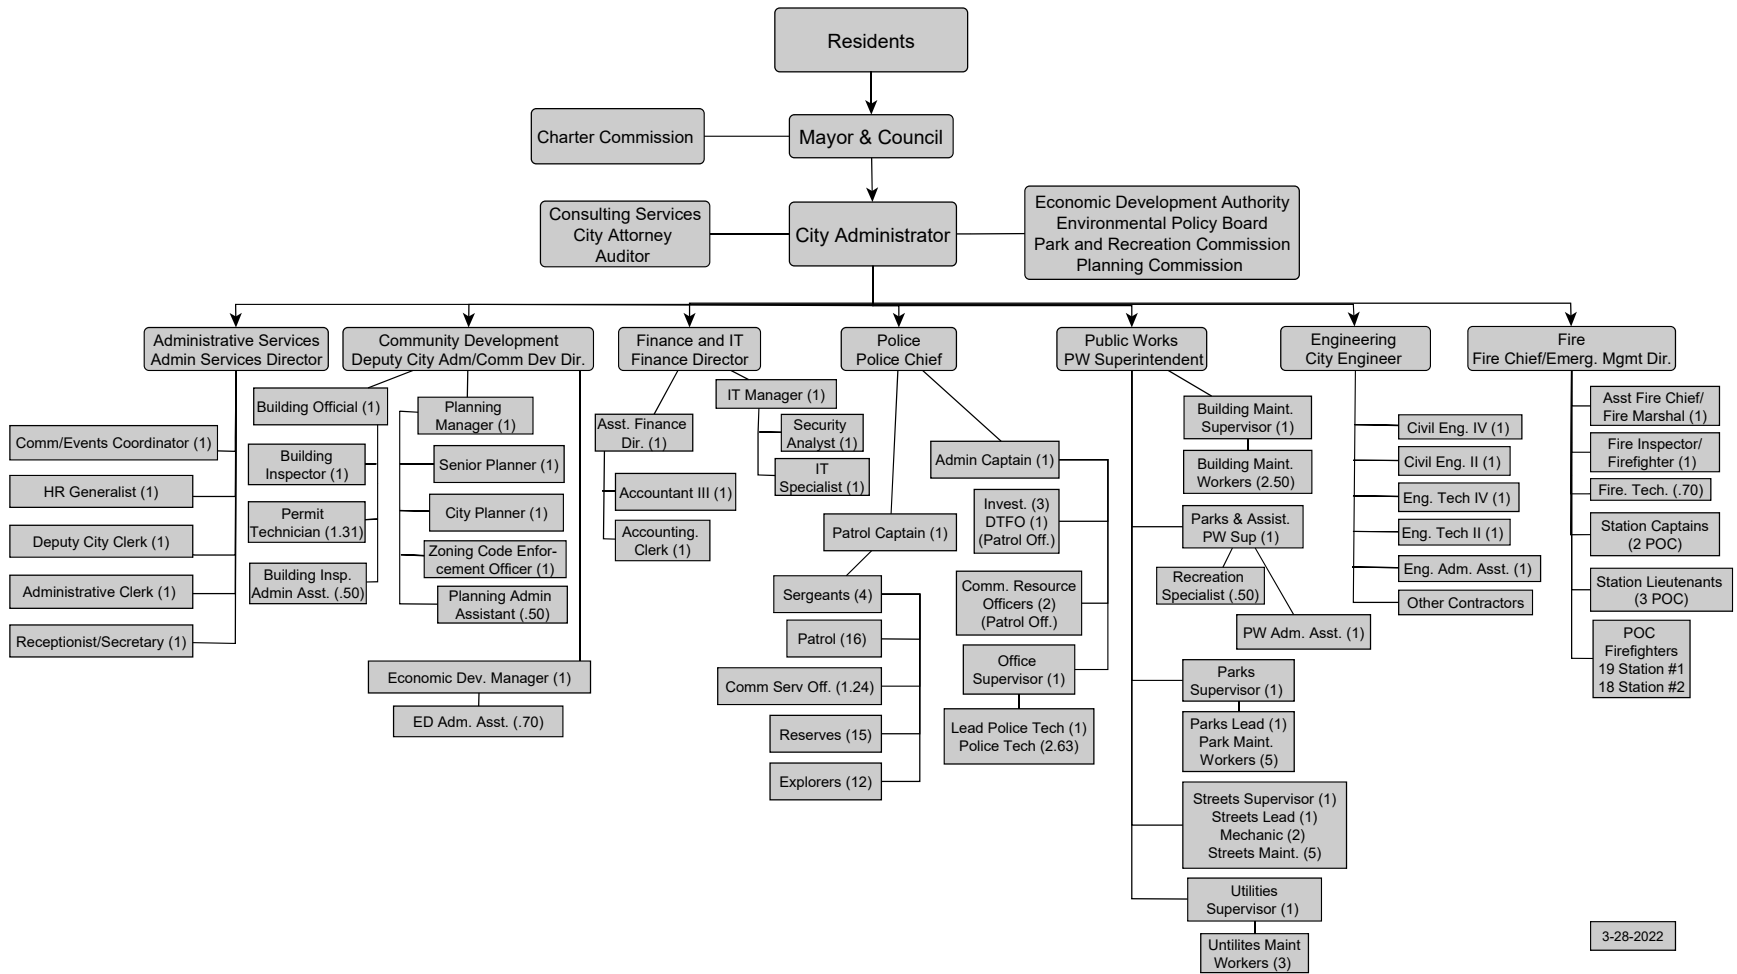 Residents
Charter Commission
Mayor & Council
Consulting Services
City Attorney
Auditor
City Administrator
Economic Development Authority
Environmental Policy Board
Park and Recreation Commission
Planning Commission
Administrative Services
Admin Services Director
Comm/Events Coordinator (1)
HR Generalist (1)
Deputy City Clerk (1)
Administrative Clerk (1)
Receptionist/Secretary (1)
Community Development
Deputy City Adm/Comm Dev Dir.
Building Official (1)
Building
Inspector (1)
Permit
Technician (1.31)
Building Insp.
Admin Asst. (.50)
Planning
Manager (1)
Senior Planner (1)
City Planner (1)
Zoning Code Enfor-
cement Officer (1)
Planning Admin
Assistant (.50)
Economic Dev. Manager (1)
ED Adm. Asst. (.70)
Finance and IT
Finance Director
Asst. Finance
Dir. (1)
Accountant III (1)
Accounting.
Clerk (1)
IT Manager (1)
Security
Analyst (1)
IT
Specialist (1)
Police
Police Chief
Patrol Captain (1)
Sergeants (4)
Patrol (16)
Comm Serv Off. (1.24)
Reserves (15)
Explorers (12)
Admin Captain (1)
Invest. (3)
DTFO (1)
(Patrol Off.)
Comm. Resource
Officers (2)
(Patrol Off.)
Office
Supervisor (1)
Lead Police Tech (1)
Police Tech (2.63)
Public Works
PW Superintendent
Building Maint.
Supervisor (1)
Building Maint.
Workers (2.50)
Parks & Assist.
PW Sup (1)
Recreation
Specialist (.50)
PW Adm. Asst. (1)
Parks
Supervisor (1)
Parks Lead (1)
Park Maint.
Workers (5)
Streets Supervisor (1)
Streets Lead (1)
Mechanic (2)
Streets Maint. (5)
Utilities
Supervisor (1)
Untilites Maint
Workers (3)
Engineering
City Engineer
Civil Eng. IV (1)
Civil Eng. II (1)
Eng. Tech IV (1)
Eng. Tech II (1)
Eng. Adm. Asst. (1)
Other Contractors
Fire
Fire Chief/Emerg. Mgmt Dir.
Asst Fire Chief/
Fire Marshal (1)
Fire Inspector/
Firefighter (1)
Fire. Tech. (.70)
Station Captains
(2 POC)
Station Lieutenants
(3 POC)
POC
Firefighters
19 Station #1
18 Station #2
3-28-2022